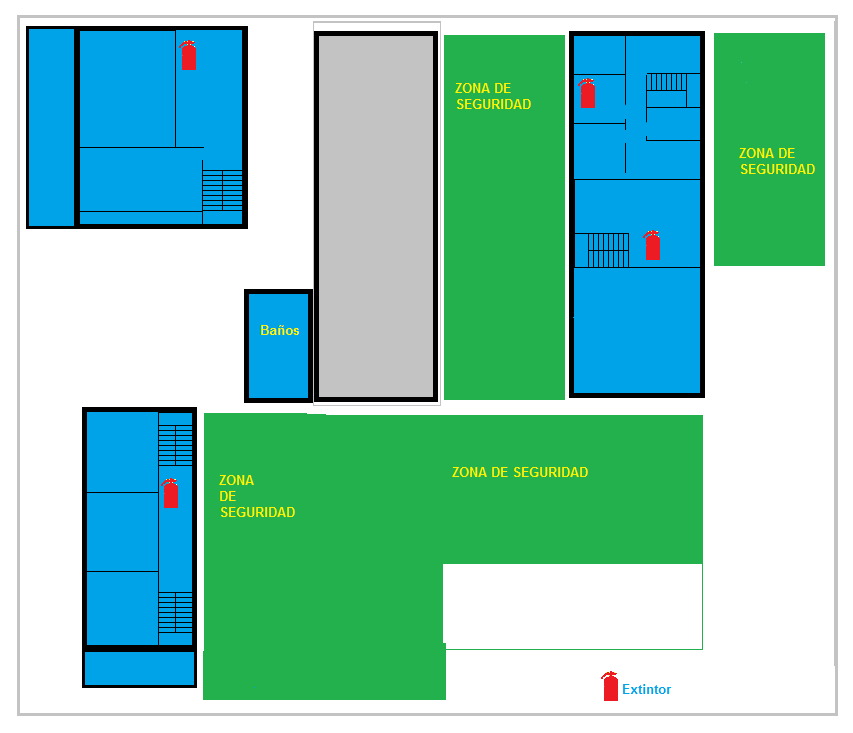 ZONA DE
SEGURIDAD
ZONA DE
SEGURIDAD
Baños
ZONA
DE
SEGURIDAD
ZONA DE SEGURIDAD
Extintor